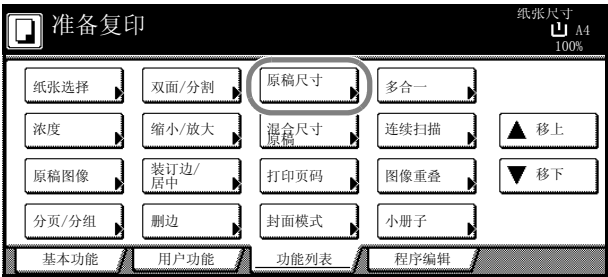 准备复印
纸张尺寸
A4
100%
纸张选择
双面/分割
原稿尺寸
多合一
浓度
缩小/放大
混合尺寸
原稿
连续扫描
移上
原稿图像
装订边/
居中
打印页码
图像重叠
移下
分页/分组
删边
封面模式
小册子
基本功能
用户功能
功能列表
程序编辑